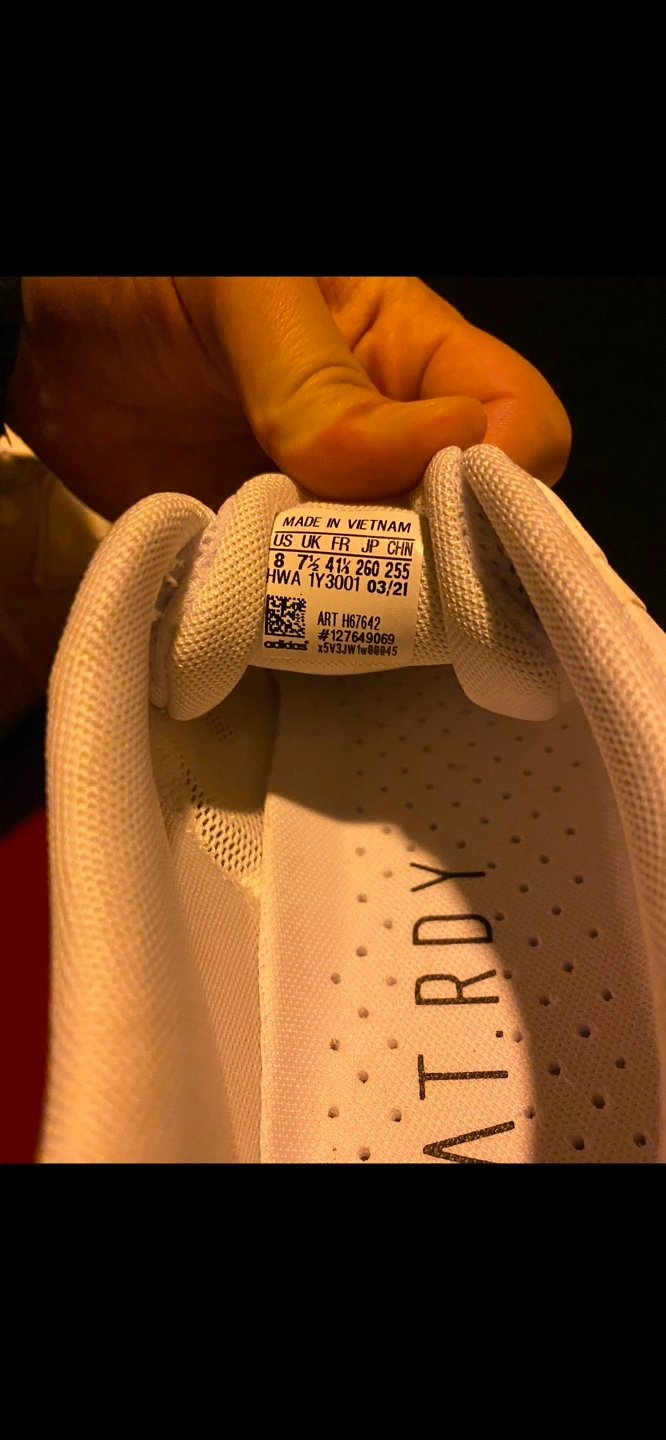 MADE IN VIETNAM
US UK FR JP CHN
8 7½ 41⅓ 260 255
HWA 1Y3001 03/21
ART H67642
#127649069
adidas
x5V3JW1w00045
AT.RDY